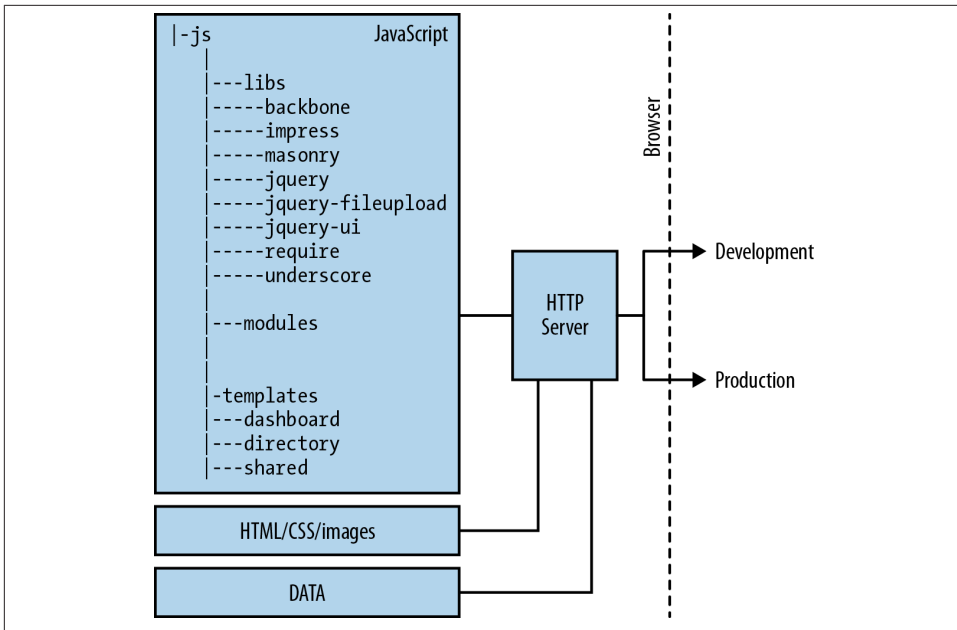 |-js JavaScript
|
|---libs
|-----backbone
|-----impress
|-----masonry
|-----jquery
|-----jquery-fileupload
|-----jquery-ui
|-----require
|-----underscore
|
|---modules
|
|
|-templates
|---dashboard
|---directory
|---shared
HTML/CSS/images
DATA
HTTP
Server
Browser
Development
Production